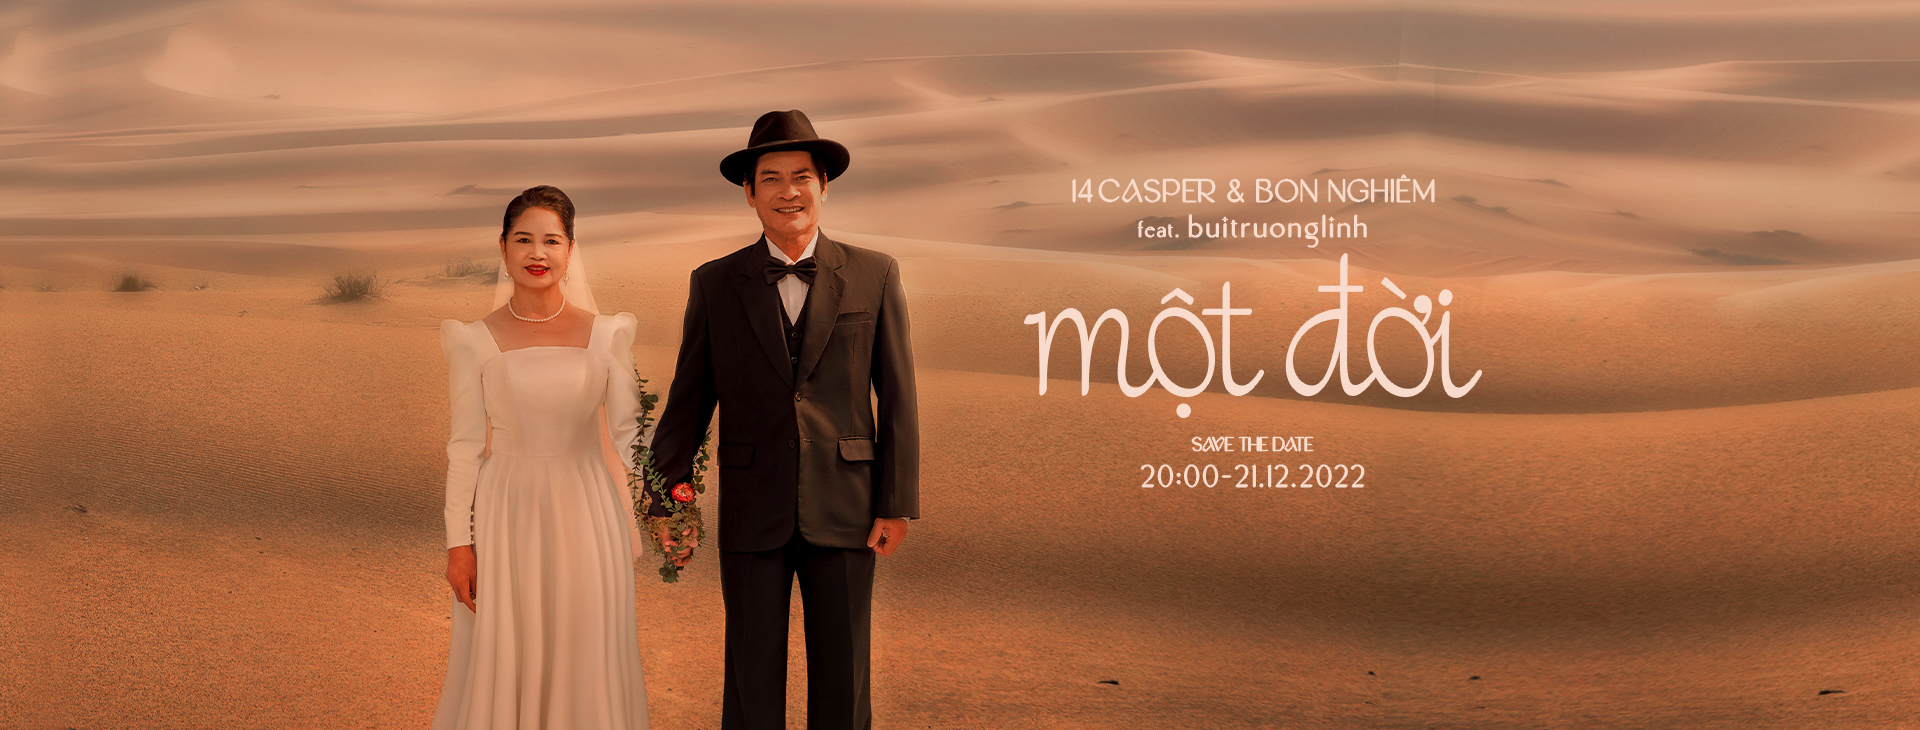 14 CASPER & BON NGHIÊM
feat. buitruonglinh
một đời
SAVE THE DATE
20:00-21.12.2022